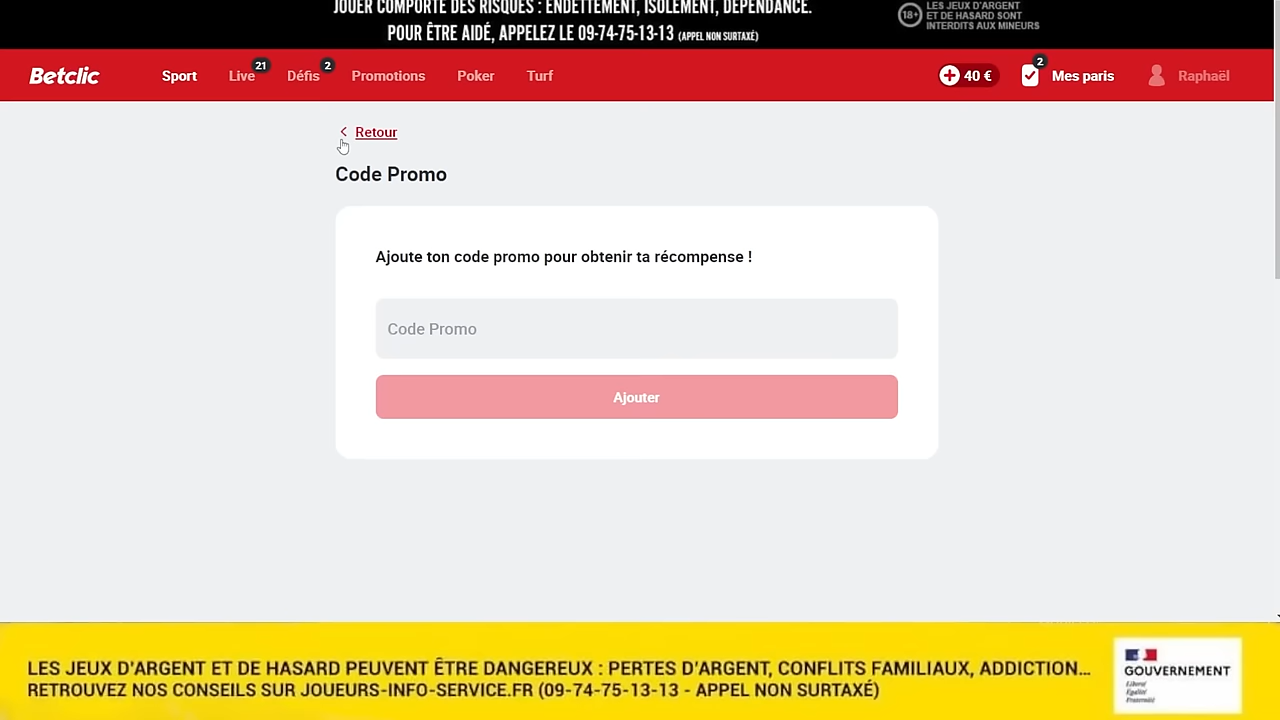 JOUER COMPORTE DES RISQUES : ENDETTEMENT, ISOLEMENT, DÉPENDANCE.
POUR ÊTRE AIDÉ, APPELEZ LE 09-74-75-13-13 (APPEL NON SURTAXÉ)
18+
LES JEUX D'ARGENT
ET DE HASARD SONT
INTERDITS AUX MINEURS
Betclic
Sport
Live 21
Défis 2
Promotions
Poker
Turf
40 €
2
Mes paris
Raphaël
Retour
Code Promo
Ajoute ton code promo pour obtenir ta récompense !
Code Promo
Ajouter
LES JEUX D'ARGENT ET DE HASARD PEUVENT ÊTRE DANGEREUX : PERTES D'ARGENT, CONFLITS FAMILIAUX, ADDICTION...
RETROUVEZ NOS CONSEILS SUR JOUEURS-INFO-SERVICE.FR (09-74-75-13-13 - APPEL NON SURTAXÉ)
GOUVERNEMENT
Liberté
Égalité
Fraternité